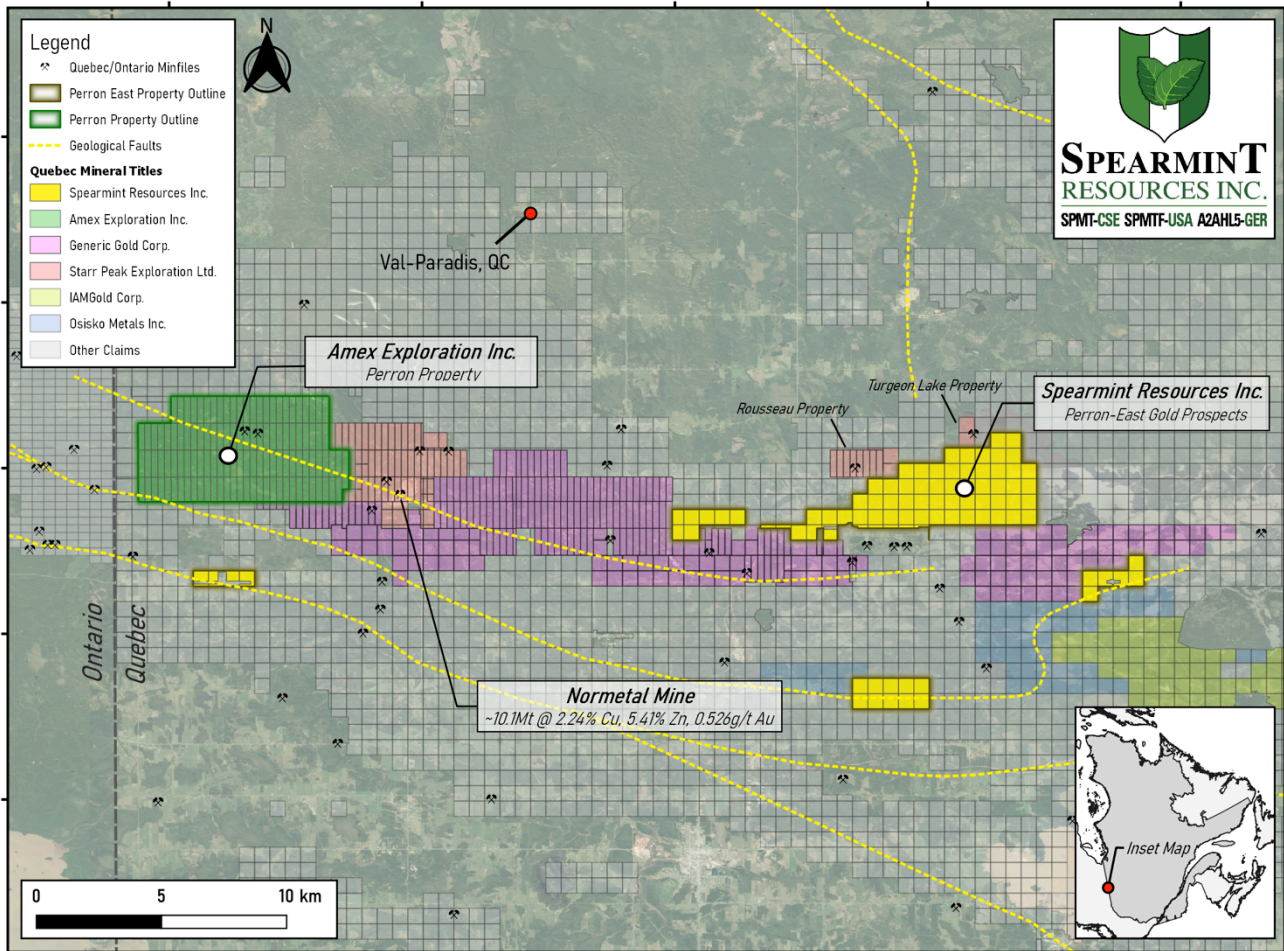 Legend
Quebec/Ontario Minfiles
Perron East Property Outline
Perron Property Outline
Geological Faults
Quebec Mineral Titles
Spearmint Resources Inc.
Amex Exploration Inc.
Generic Gold Corp.
Starr Peak Exploration Ltd.
IAMGold Corp.
Osisko Metals Inc.
Other Claims
N
SPEARMINT
RESOURCES INC.
SPMT-CSE SPMTF-USA A2AHL5-GER
Val-Paradis, QC
Amex Exploration Inc.
Perron Property
Rousseau Property
Turgeon Lake Property
Spearmint Resources Inc.
Perron-East Gold Prospects
Ontario
Quebec
Normetal Mine
~10.1Mt @ 2.24% Cu, 5.41% Zn, 0.526g/t Au
Inset Map
0 5 10 km